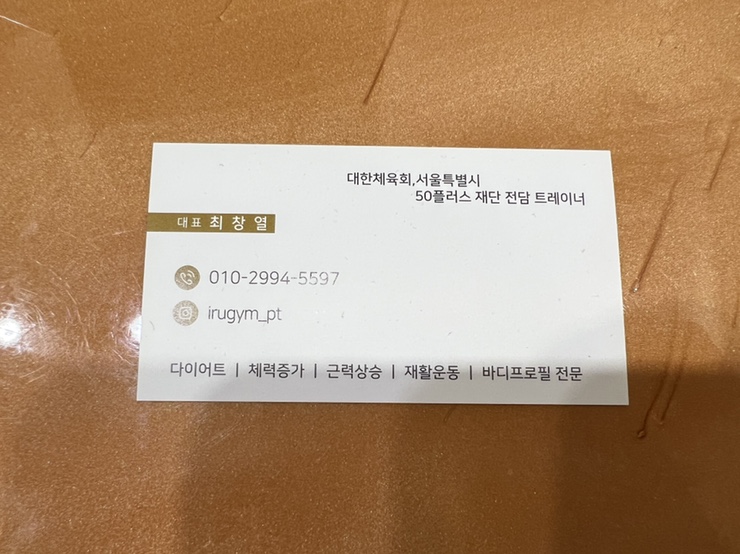 대한체육회,서울특별시
50플러스 재단 전담 트레이너
대표 최창열
010-2994-5597
irugym_pt
다이어트 | 체력증가 | 근력상승 | 재활운동 | 바디프로필 전문